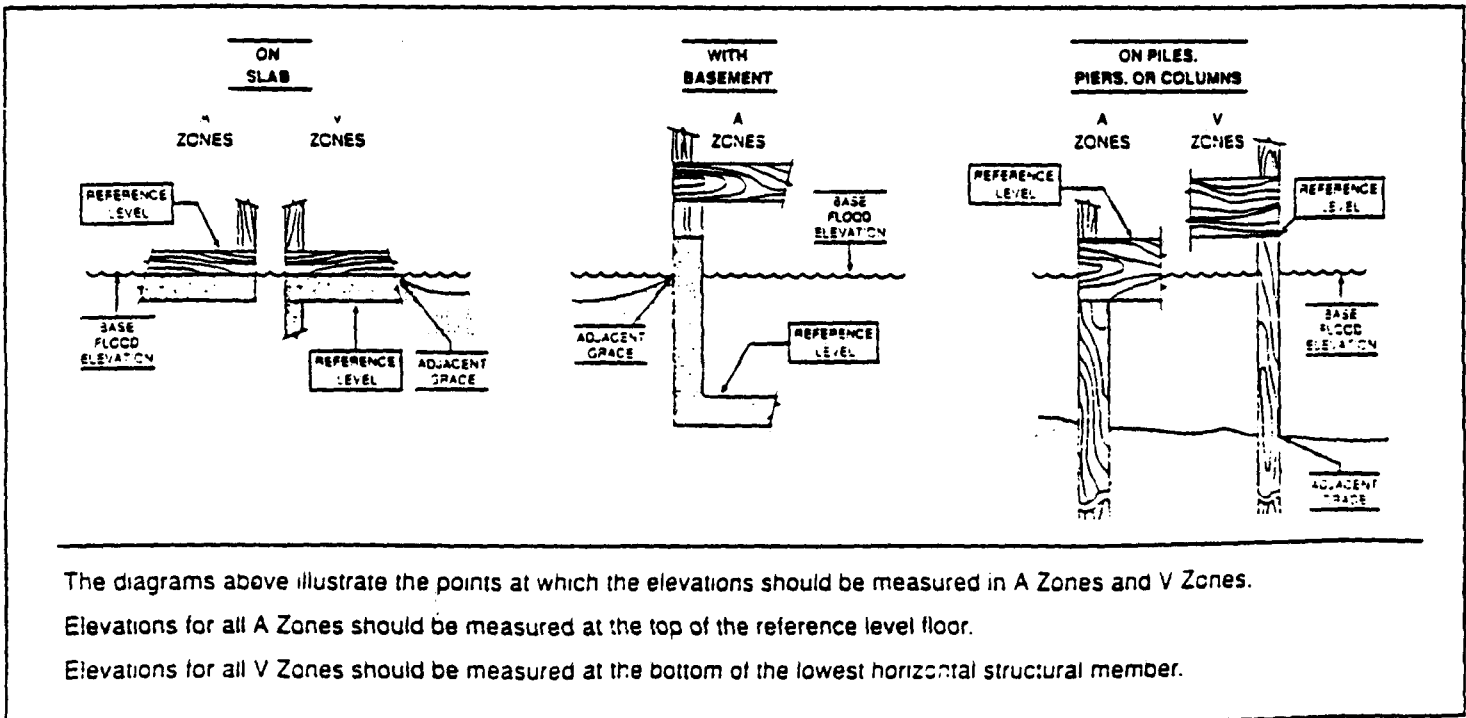 ON
SLAB
A
ZONES
V
ZONES
REFERENCE
LEVEL
BASE
FLOOD
ELEVATION
REFERENCE
LEVEL
ADJACENT
GRACE
WITH
BASEMENT
A
ZONES
BASE
FLOOD
ELEVATION
ADJACENT
GRACE
REFERENCE
LEVEL
ON PILES.
PIERS. OR COLUMNS
A
ZONES
V
ZONES
REFERENCE
LEVEL
REFERENCE
LEVEL
BASE
FLOOD
ELEVATION
ADJACENT
GRACE
The diagrams above illustrate the points at which the elevations should be measured in A Zones and V Zones.
Elevations for all A Zones should be measured at the top of the reference level floor.
Elevations for all V Zones should be measured at the bottom of the lowest horizontal structural member.